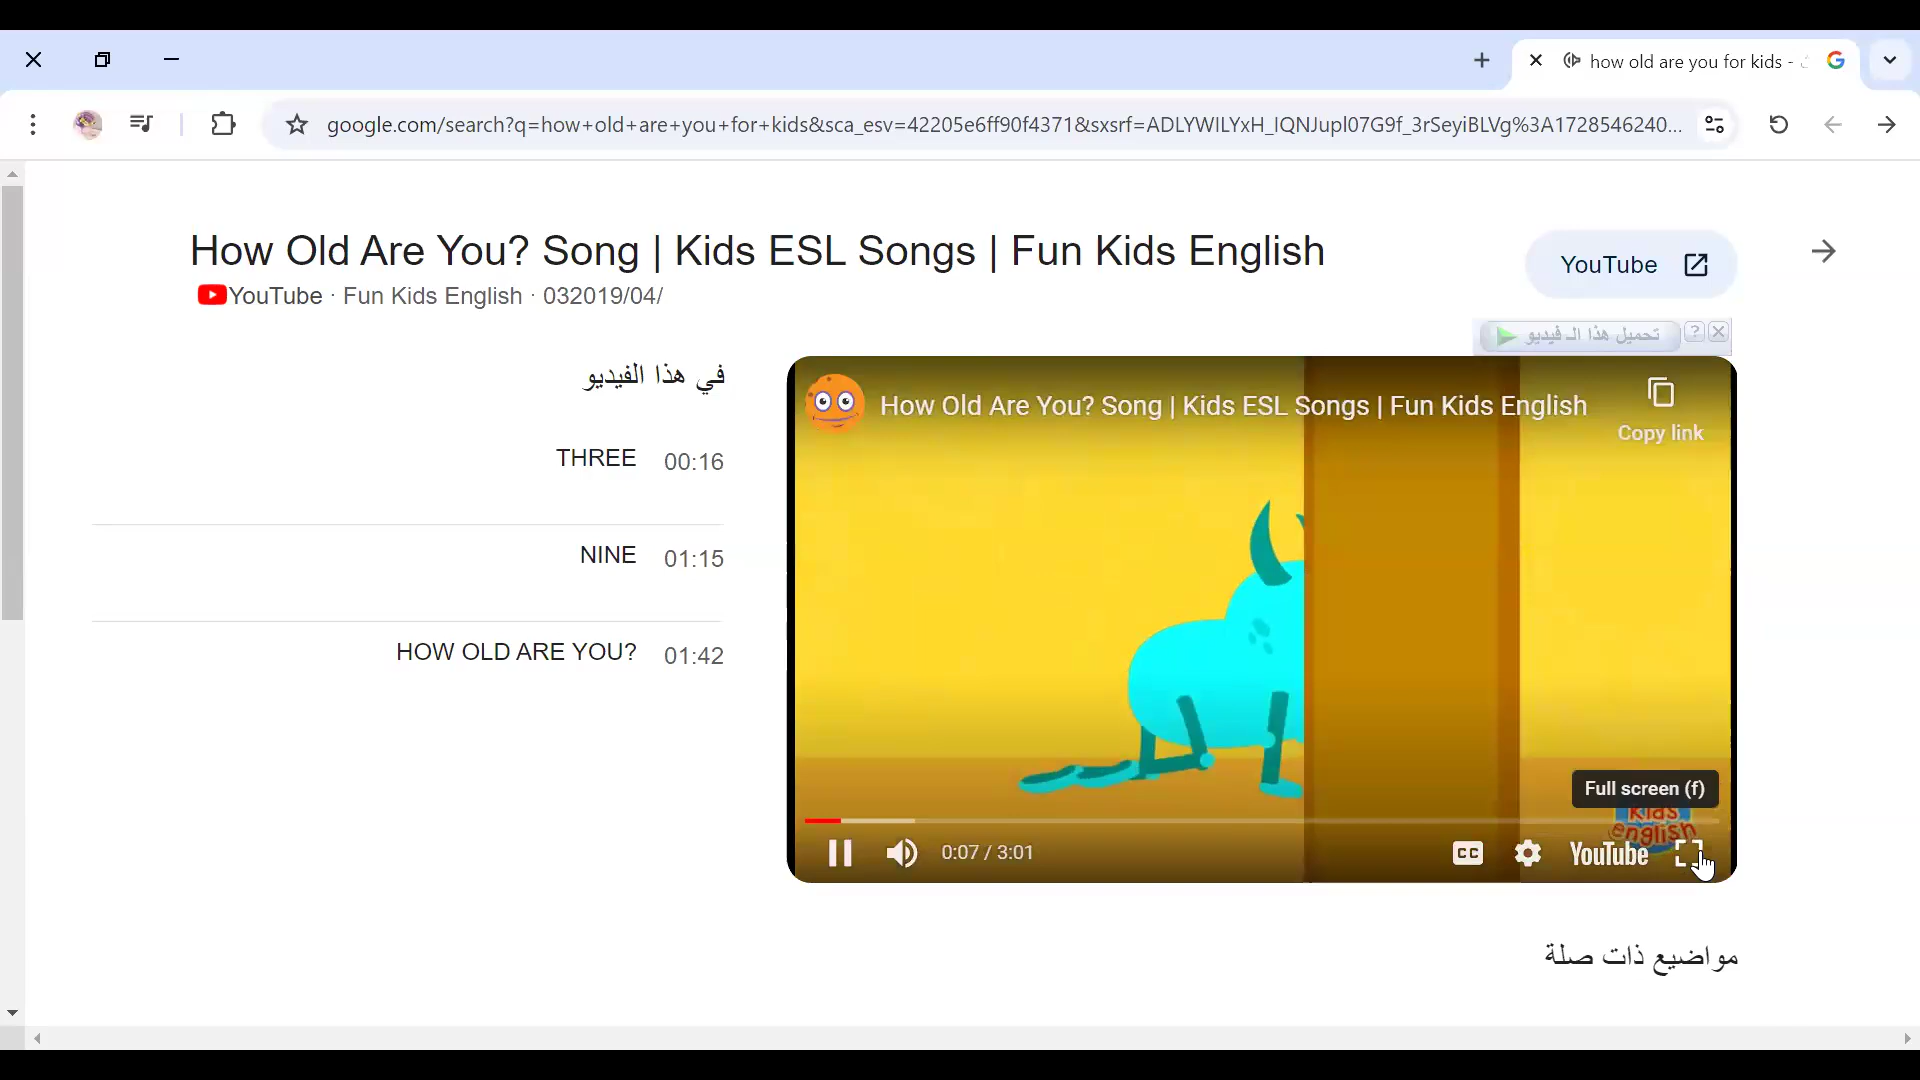 how old are you for kids -
google.com/search?q=how+old+are+you+for+kids&sca_esv=42205e6ff90f4371&sxsrf=ADLYWILYxH_IQNJupl07G9f_3rSeyiBLVg%3A1728546240...
How Old Are You? Song | Kids ESL Songs | Fun Kids English
YouTube · Fun Kids English · 032019/04/
YouTube
تحميل هذا الـ فيديو
?
في هذا الفيديو
THREE 00:16
NINE 01:15
HOW OLD ARE YOU? 01:42
How Old Are You? Song | Kids ESL Songs | Fun Kids English
Copy link
Full screen (f)
kids
english
0:07 / 3:01
CC
YouTube
مواضيع ذات صلة